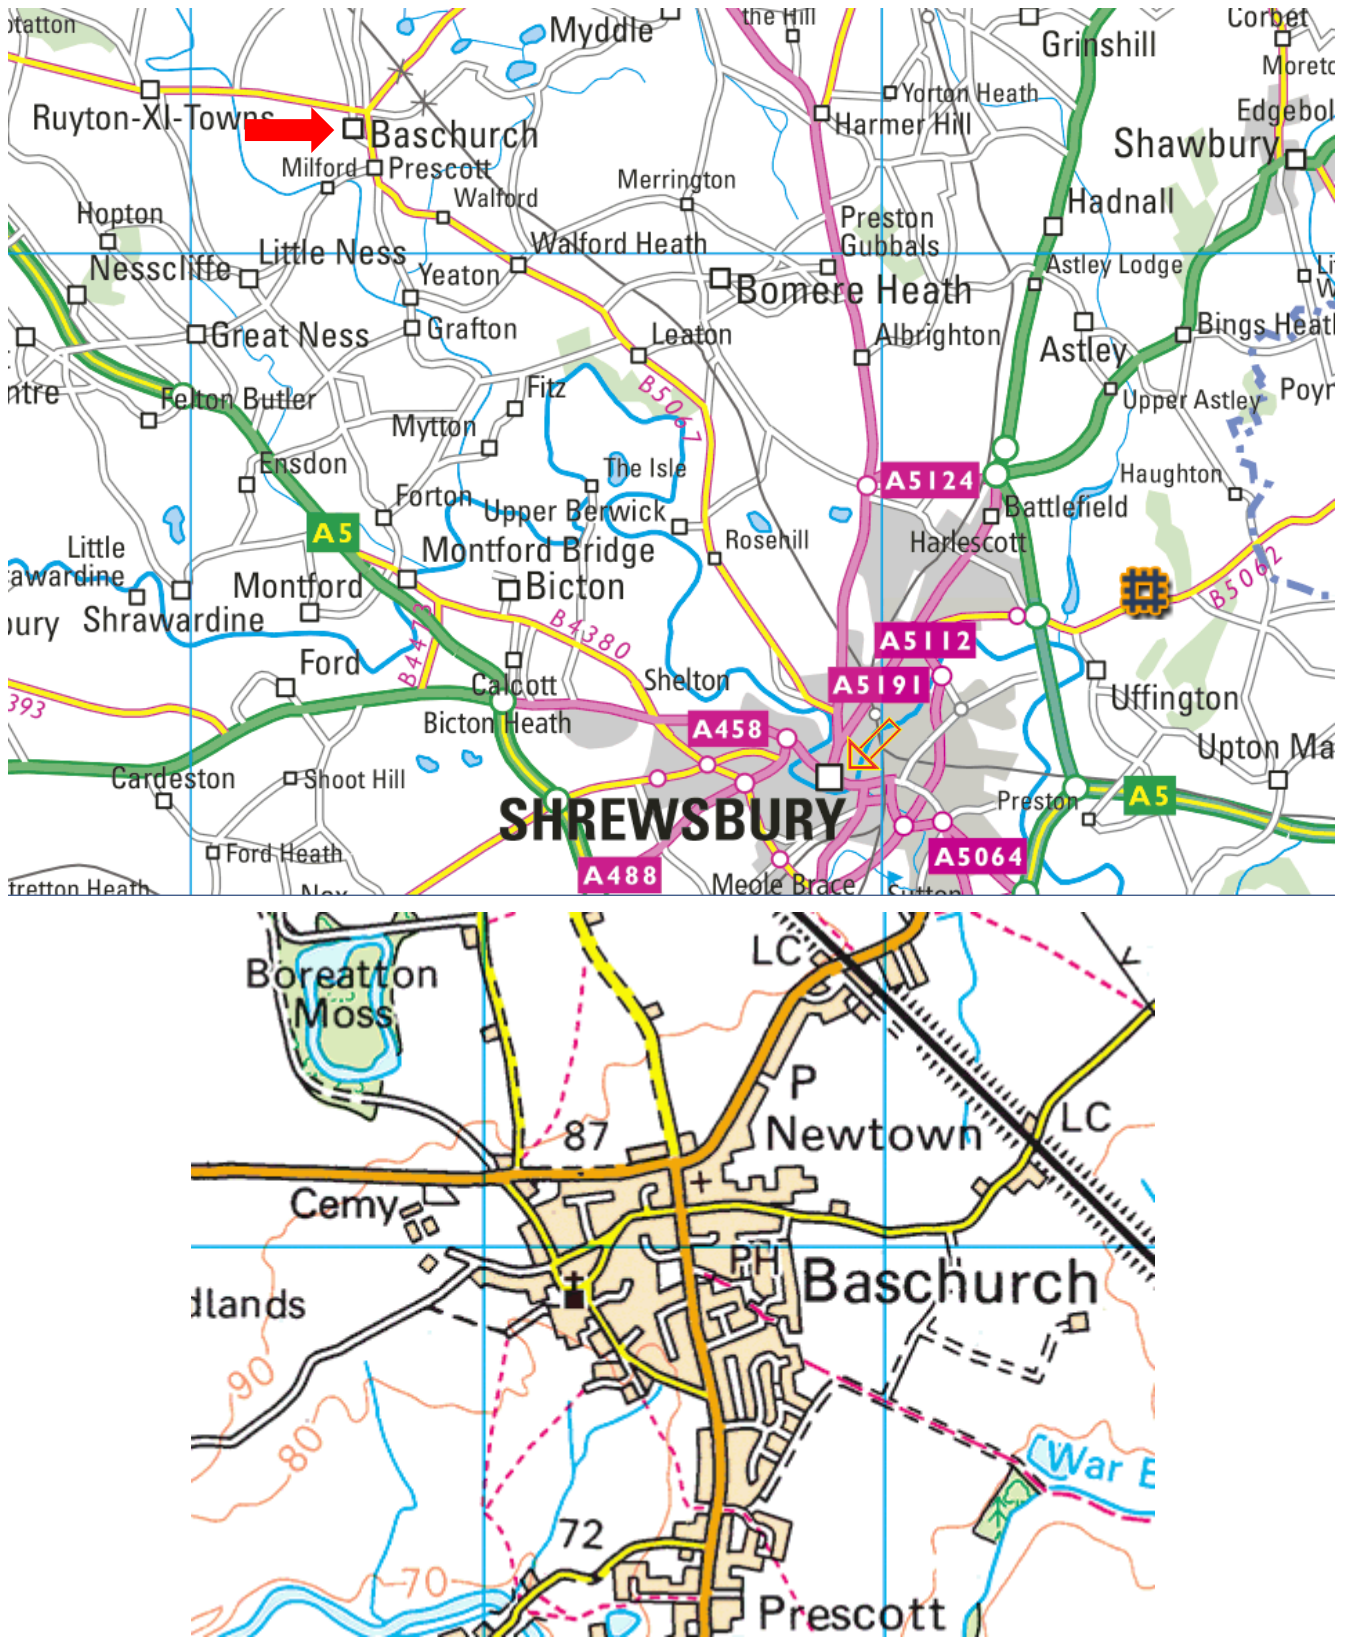 Myddle
the Hill
Grinshill
Corbet
Yorton Heath
Ruyton-XI-Towns
Baschurch
Harmer Hill
Shawbury
Milford
Prescott
Merrington
Hopton
Walford
Preston
Gubbals
Hadnall
Little Ness
Walford Heath
Nesscliffe
Yeaton
Bomere Heath
Astley Lodge
Great Ness
Grafton
Leaton
Albrighton
Bings Heath
Astley
Felton Butler
Fitz
B5067
Upper Astley
Mytton
Ensdon
The Isle
A5124
Haughton
Forton
Upper Berwick
Battlefield
A5
Rosehill
Harlescott
Little
Montford Bridge
Montford
Bicton
B5062
Shrawardine
B4473
B4380
A5112
Ford
Calcott
Shelton
A5191
Uffington
393
Bicton Heath
A458
Cardeston
Shoot Hill
Preston
A5
SHREWSBURY
Ford Heath
A5064
A488
Meole Brace
Boreatton
Moss
LC
P
LC
87
Newtown
Cemy
PH
Baschurch
dlands
90
80
War
72
70
Prescott